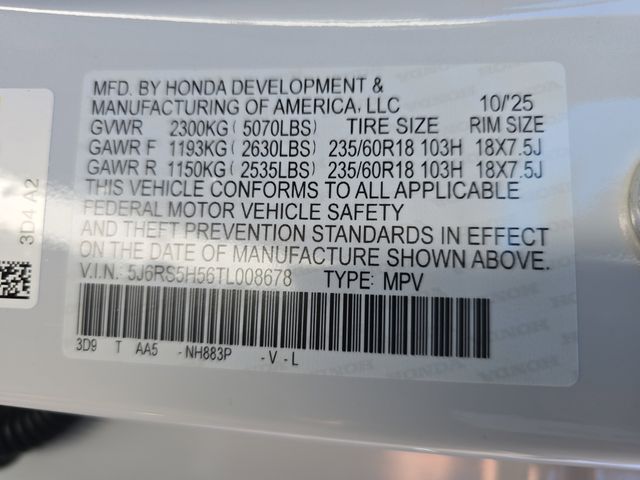 MFD. BY HONDA DEVELOPMENT &
MANUFACTURING OF AMERICA, LLC 10/'25
GVWR 2300KG ( 5070LBS) TIRE SIZE RIM SIZE
GAWR F 1193KG ( 2630LBS) 235/60R18 103H 18X7.5J
GAWR R 1150KG ( 2535LBS) 235/60R18 103H 18X7.5J
THIS VEHICLE CONFORMS TO ALL APPLICABLE
FEDERAL MOTOR VEHICLE SAFETY
AND THEFT PREVENTION STANDARDS IN EFFECT
ON THE DATE OF MANUFACTURE SHOWN ABOVE.
V.I.N.: 5J6RS5H56TL008678 TYPE: MPV
3D9 T AA5 -NH883P -V-L
3D4 A2